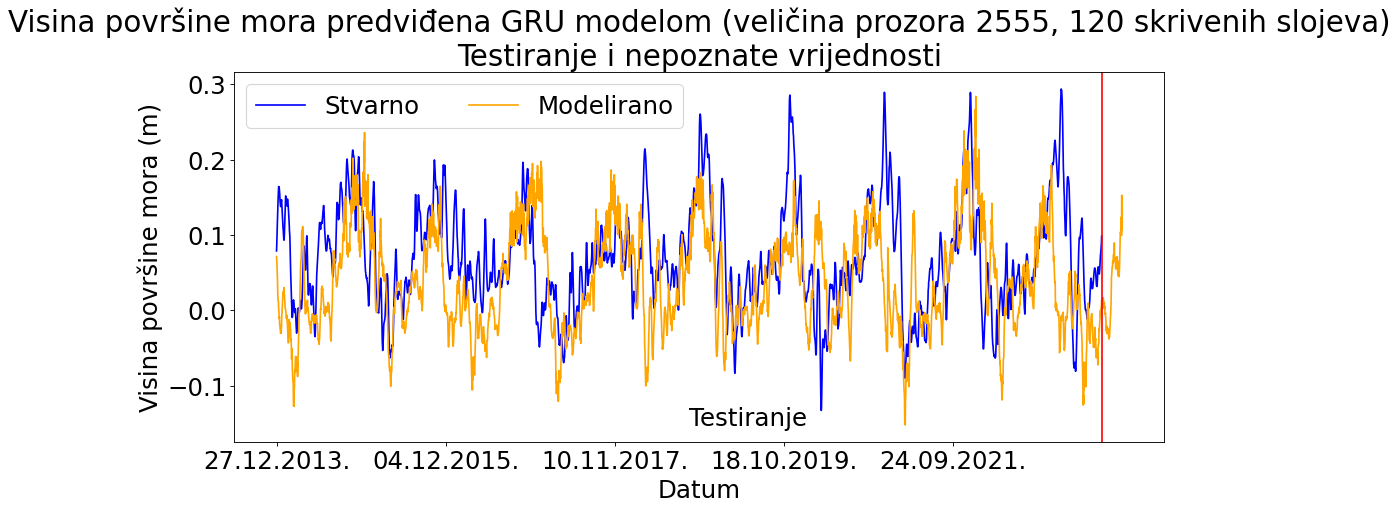 Visina površine mora predviđena GRU modelom (veličina prozora 2555, 120 skrivenih slojeva)
Testiranje i nepoznate vrijednosti
Stvarno Modelirano
Visina površine mora (m)
0.3
0.2
0.1
0.0
−0.1
Testiranje
27.12.2013. 04.12.2015. 10.11.2017. 18.10.2019. 24.09.2021.
Datum